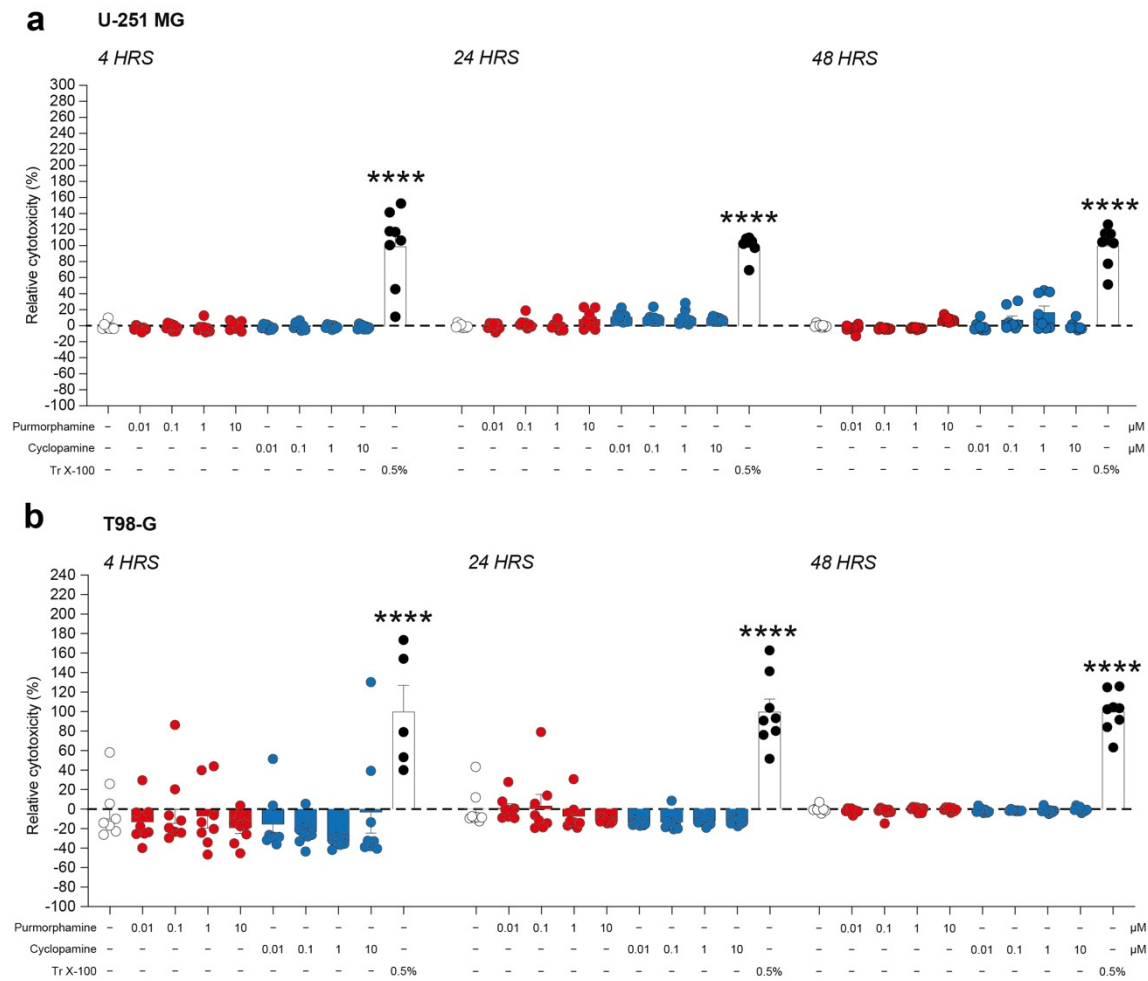 a U-251 MG
4 HRS 24 HRS 48 HRS
Relative cytotoxicity (%)
300
280
260
240
220
200
180
160
140
120
100
80
60
40
20
0
-20
-40
-60
-80
-100
**** **** ****
Purmorphamine – 0.01 0.1 1 10 – – – – – – 0.01 0.1 1 10 – – – – – – 0.01 0.1 1 10 – – – – – µM
Cyclopamine – – – – – 0.01 0.1 1 10 – – – – – – 0.01 0.1 1 10 – – – – – – 0.01 0.1 1 10 – µM
Tr X-100 – – – – – – – – – 0.5% – – – – – – – – – 0.5% – – – – – – – – – 0.5%
b T98-G
4 HRS 24 HRS 48 HRS
Relative cytotoxicity (%)
240
220
200
180
160
140
120
100
80
60
40
20
0
-20
-40
-60
-80
-100
**** **** ****
Purmorphamine – 0.01 0.1 1 10 – – – – – – 0.01 0.1 1 10 – – – – – – 0.01 0.1 1 10 – – – – – µM
Cyclopamine – – – – – 0.01 0.1 1 10 – – – – – – 0.01 0.1 1 10 – – – – – – 0.01 0.1 1 10 – µM
Tr X-100 – – – – – – – – – 0.5% – – – – – – – – – 0.5% – – – – – – – – – 0.5%